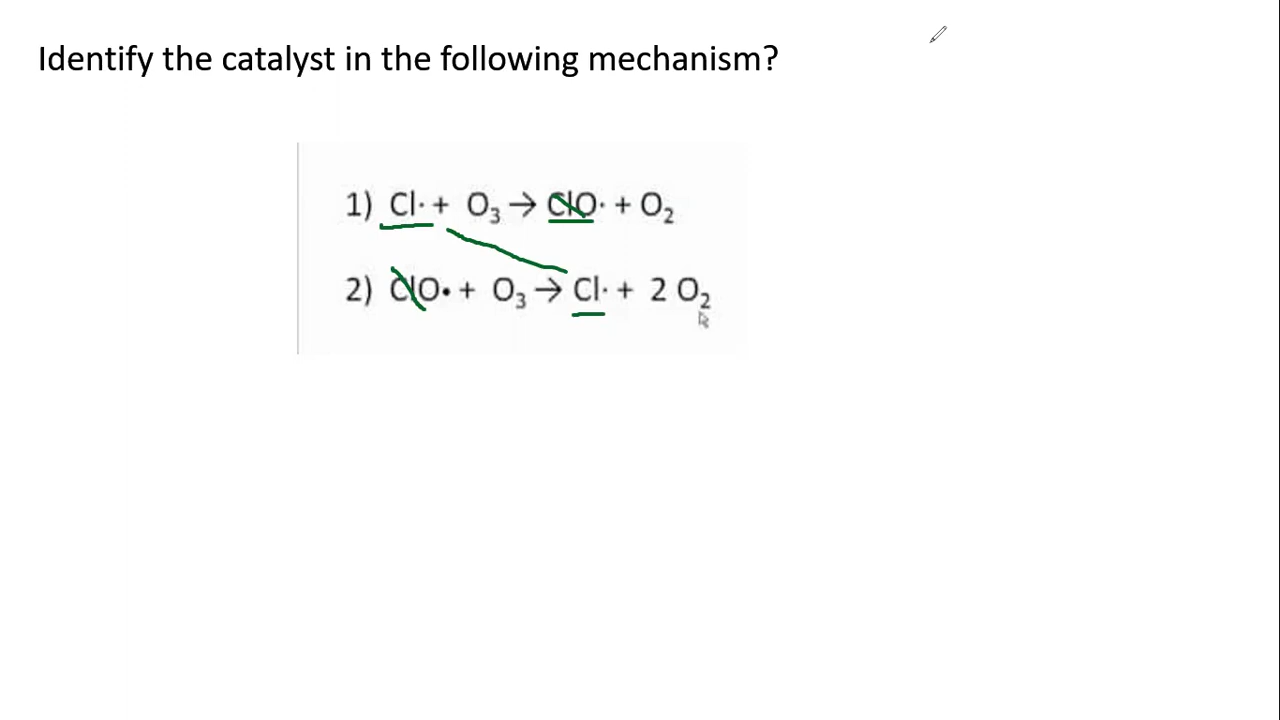 Identify the catalyst in the following mechanism?
1) Cl· + O₃ → ClO· + O₂
2) ClO• + O₃ → Cl· + 2 O₂